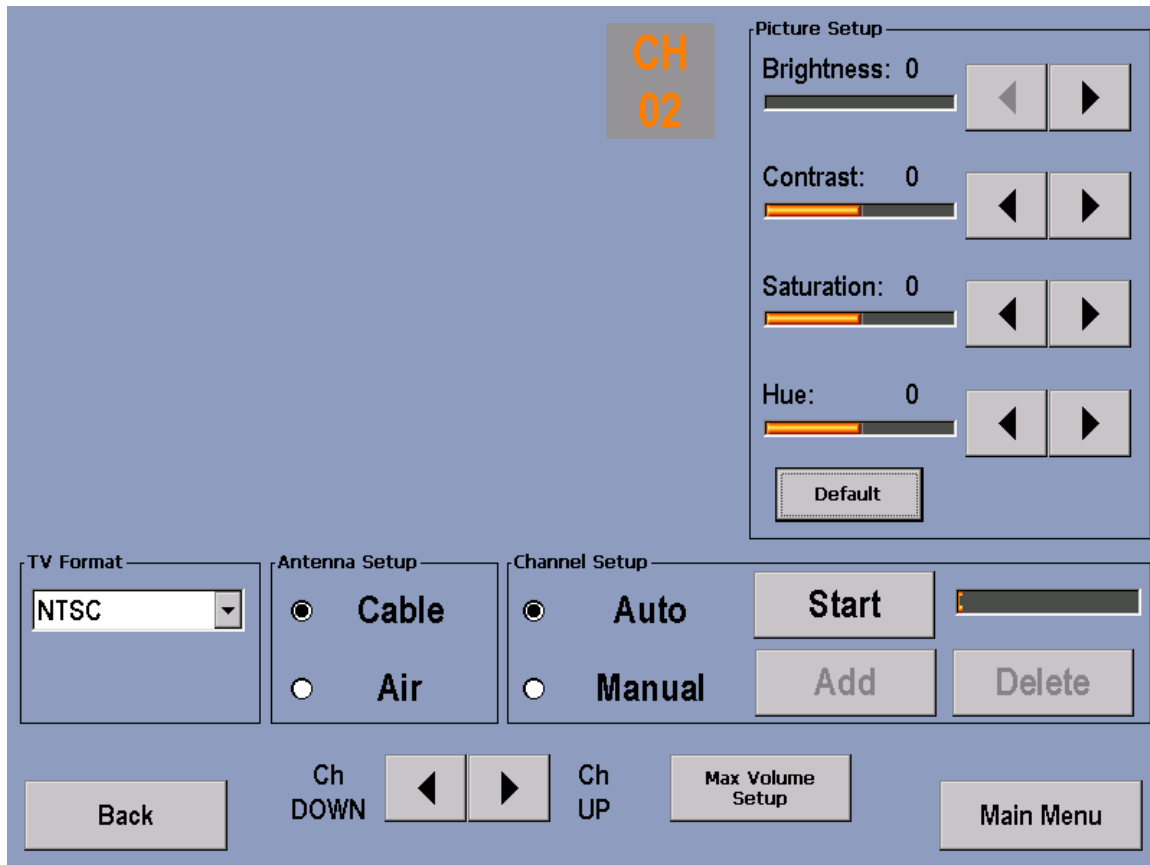 CH
02
Picture Setup
Brightness: 0
Contrast: 0
Saturation: 0
Hue: 0
Default
TV Format
NTSC
Antenna Setup
Cable
Air
Channel Setup
Auto
Start
Manual
Add
Delete
Back
Ch
DOWN
Ch
UP
Max Volume
Setup
Main Menu